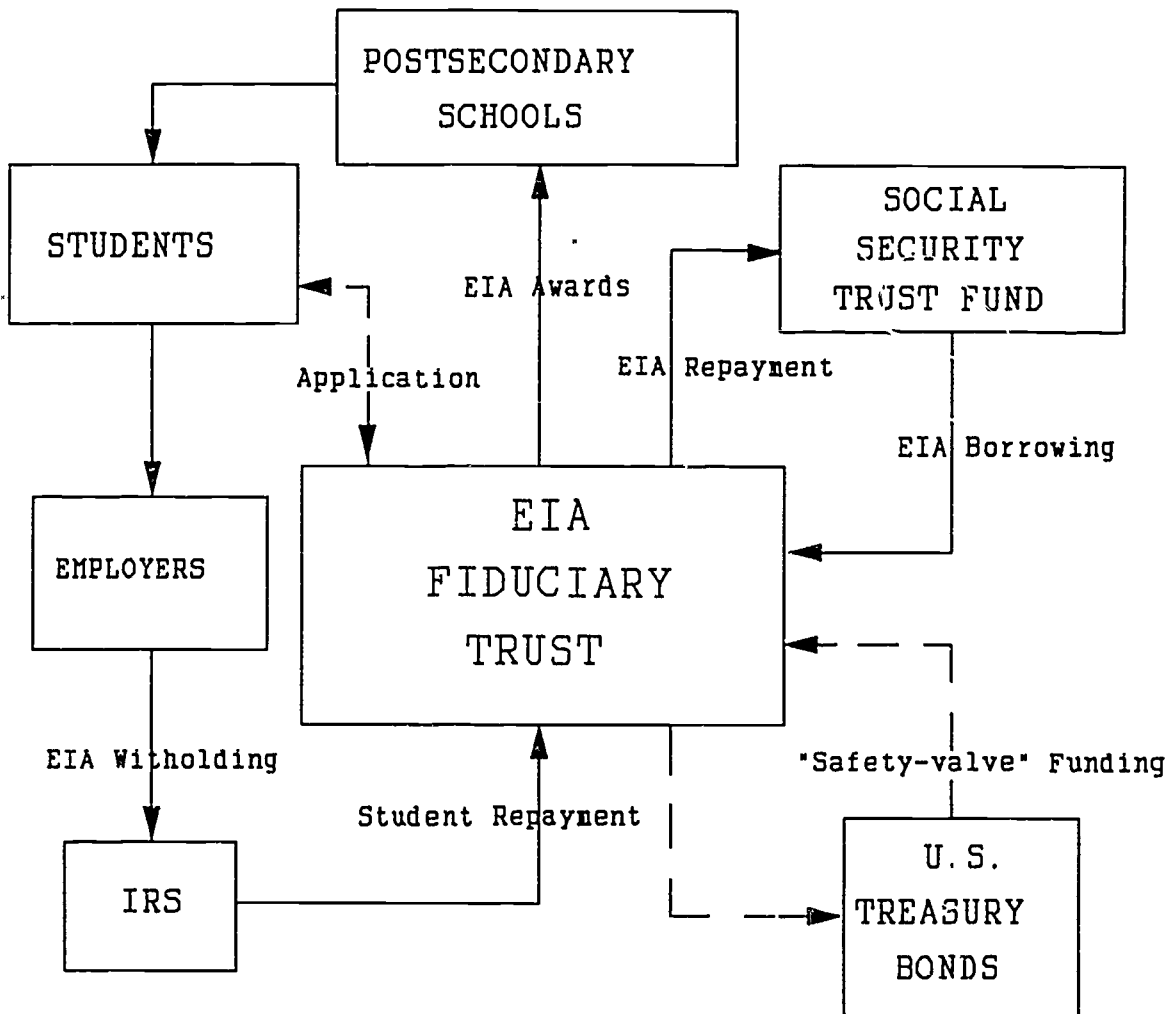 POSTSECONDARY
SCHOOLS
STUDENTS
SOCIAL
SECURITY
TRUST FUND
EIA Awards
Application
EIA Repayment
EIA Borrowing
EIA
FIDUCIARY
TRUST
EMPLOYERS
EIA Witholding
"Safety-valve" Funding
Student Repayment
IRS
U.S.
TREASURY
BONDS